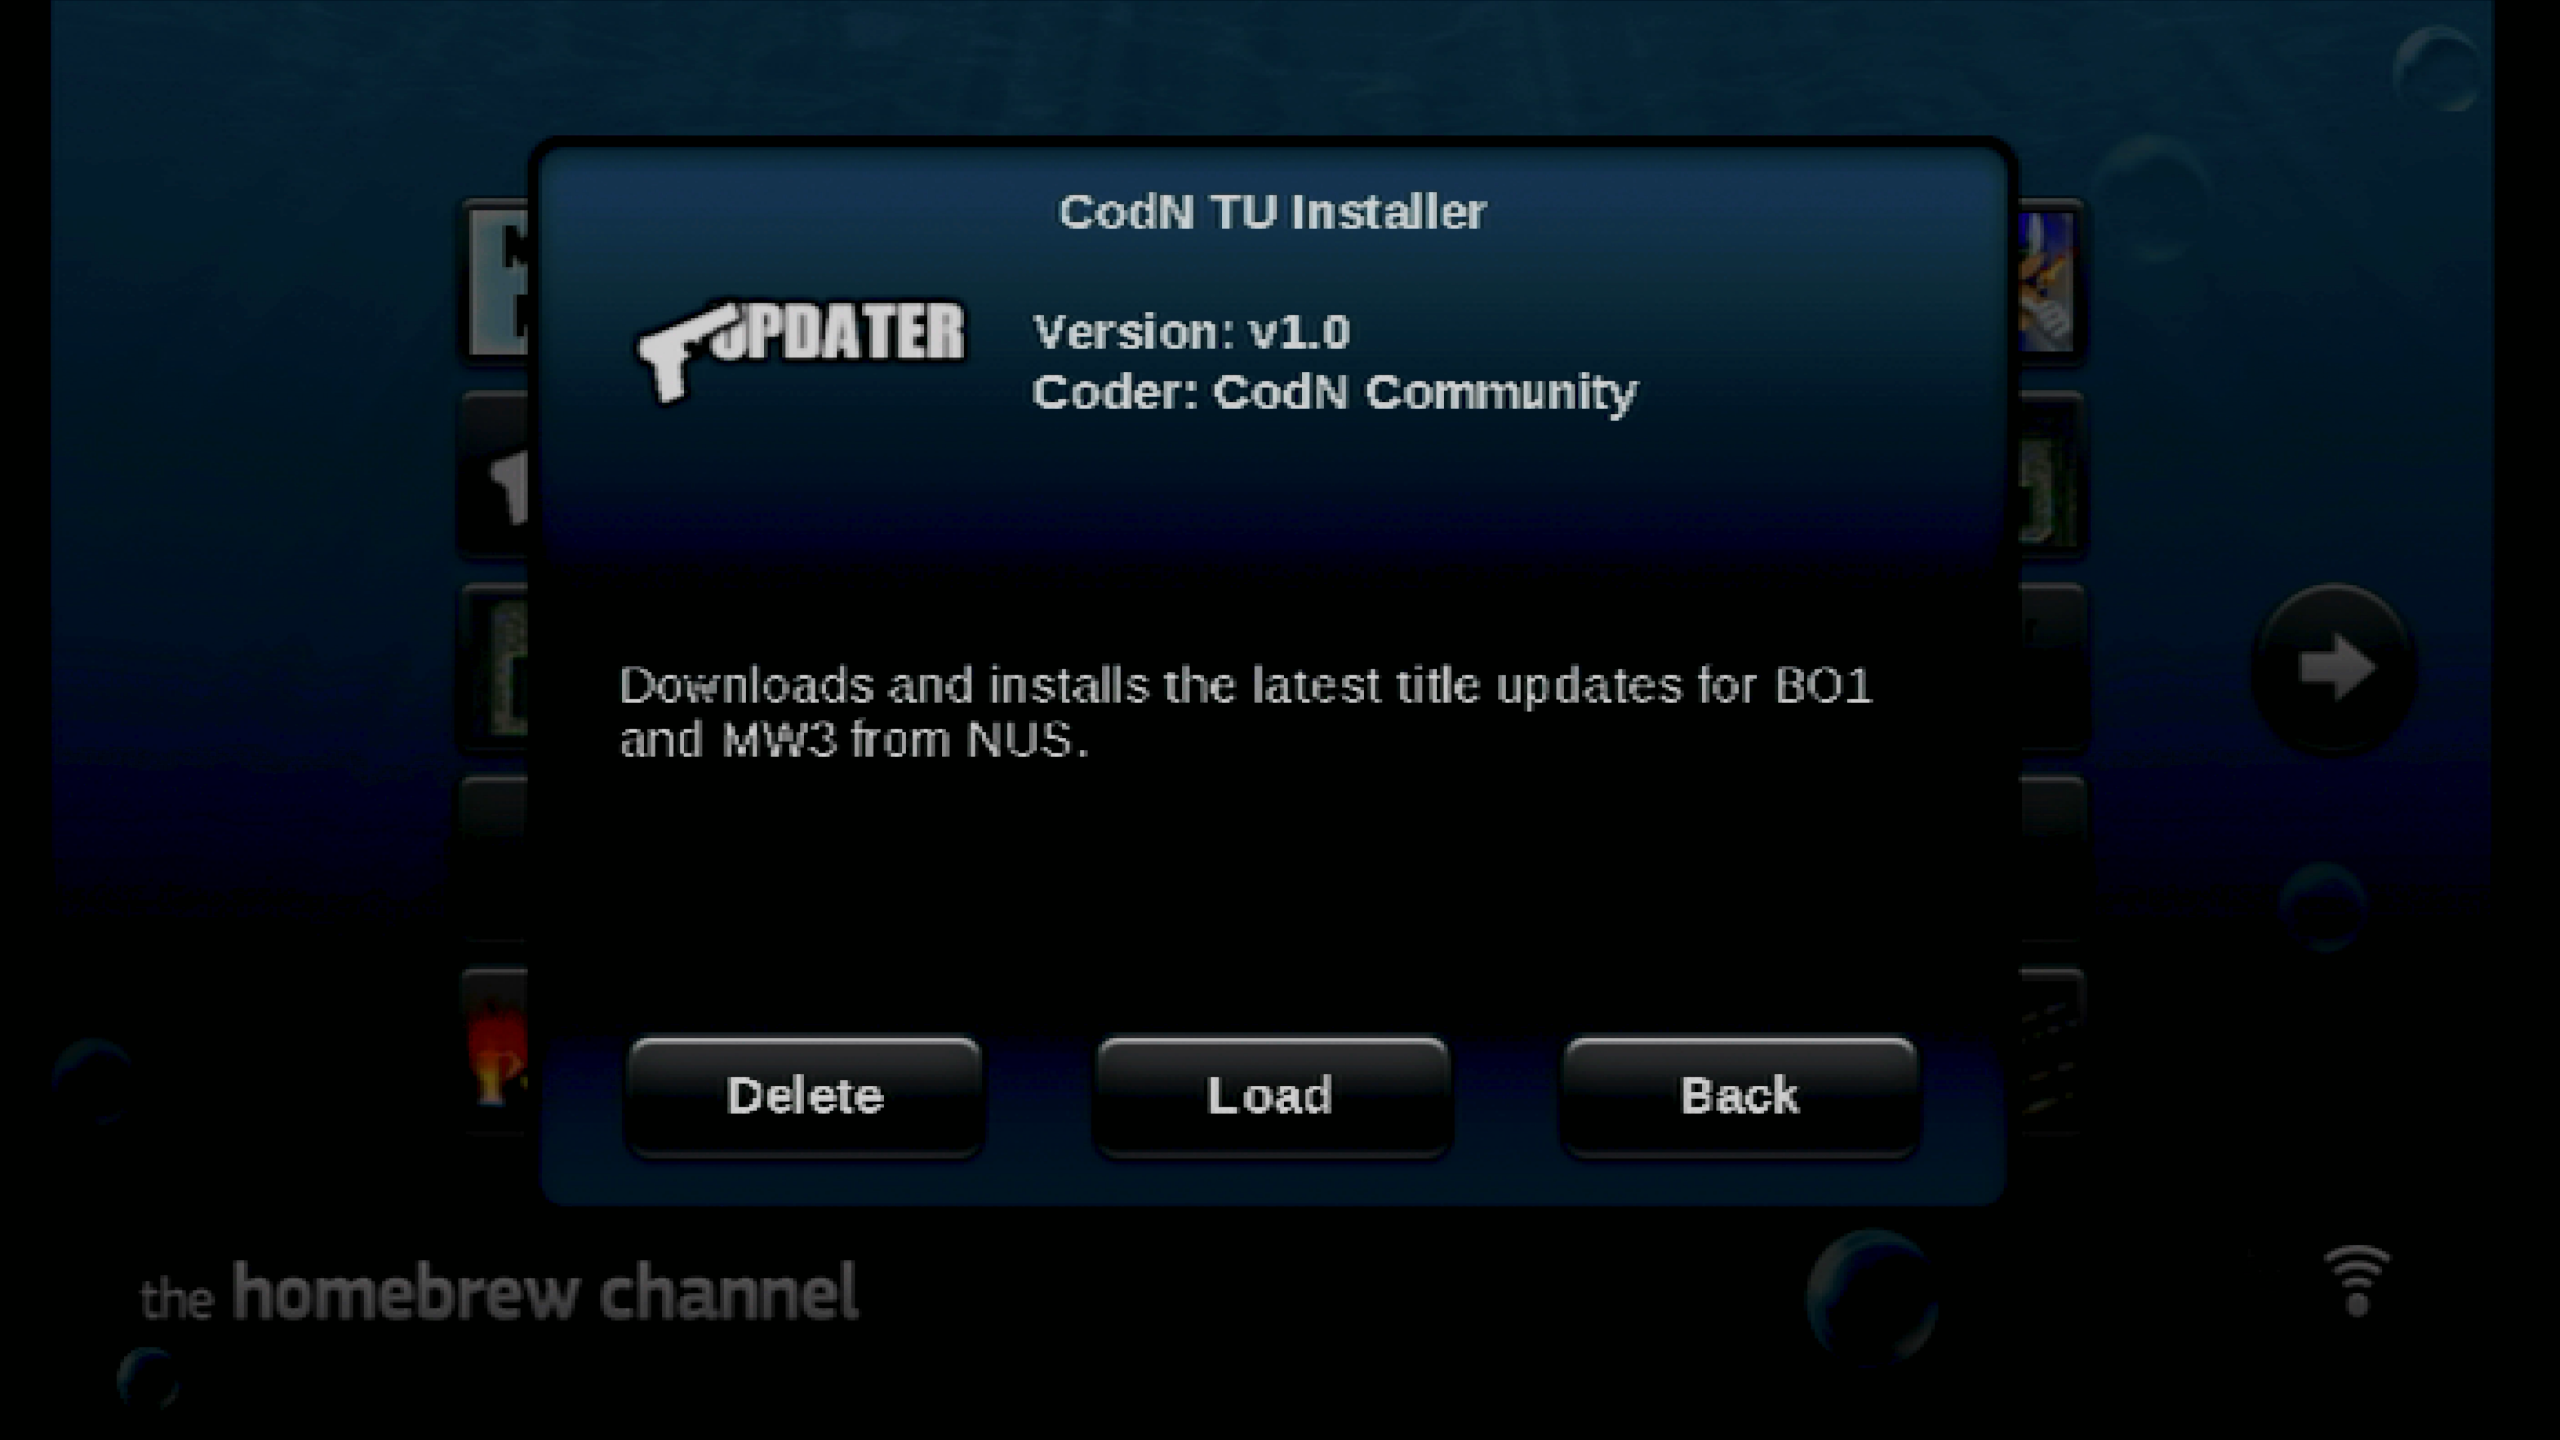 CodN TU Installer
UPDATER
Version: v1.0
Coder: CodN Community
Downloads and installs the latest title updates for BO1
and MW3 from NUS.
Delete
Load
Back
the homebrew channel